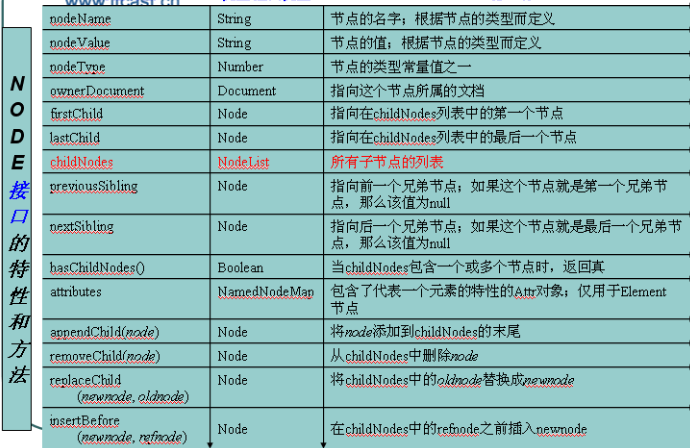 www.itcast.cn
NODE接口的特性和方法
nodeName String 节点的名字；根据节点的类型而定义
nodeValue String 节点的值；根据节点的类型而定义
nodeType Number 节点的类型常量值之一
ownerDocument Document 指向这个节点所属的文档
firstChild Node 指向在childNodes列表中的第一个节点
lastChild Node 指向在childNodes列表中的最后一个节点
childNodes NodeList 所有子节点的列表
previousSibling Node 指向前一个兄弟节点；如果这个节点就是第一个兄弟节
点，那么该值为null
nextSibling Node 指向后一个兄弟节点；如果这个节点就是最后一个兄弟节
点，那么该值为null
hasChildNodes() Boolean 当childNodes包含一个或多个节点时，返回真
attributes NamedNodeMap 包含了代表一个元素的特性的Attr对象；仅用于Element
节点
appendChild(node) Node 将node添加到childNodes的末尾
removeChild(node) Node 从childNodes中删除node
replaceChild Node 将childNodes中的oldnode替换成newnode
(newnode, oldnode)
insertBefore Node 在childNodes中的refnode之前插入newnode
(newnode, refnode)